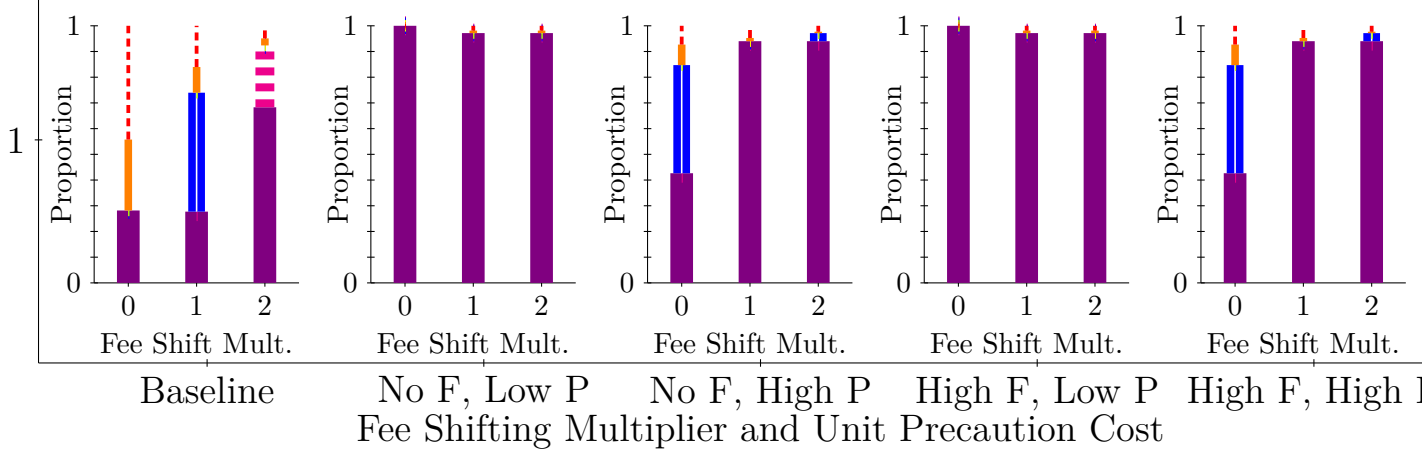 1
1
Proportion
0
0 1 2
Fee Shift Mult.
1
Proportion
0
0 1 2
Fee Shift Mult.
1
Proportion
0
0 1 2
Fee Shift Mult.
1
Proportion
0
0 1 2
Fee Shift Mult.
1
Proportion
0
0 1 2
Fee Shift Mult.
Baseline
No F, Low P
No F, High P
High F, Low P
High F, High
Fee Shifting Multiplier and Unit Precaution Cost